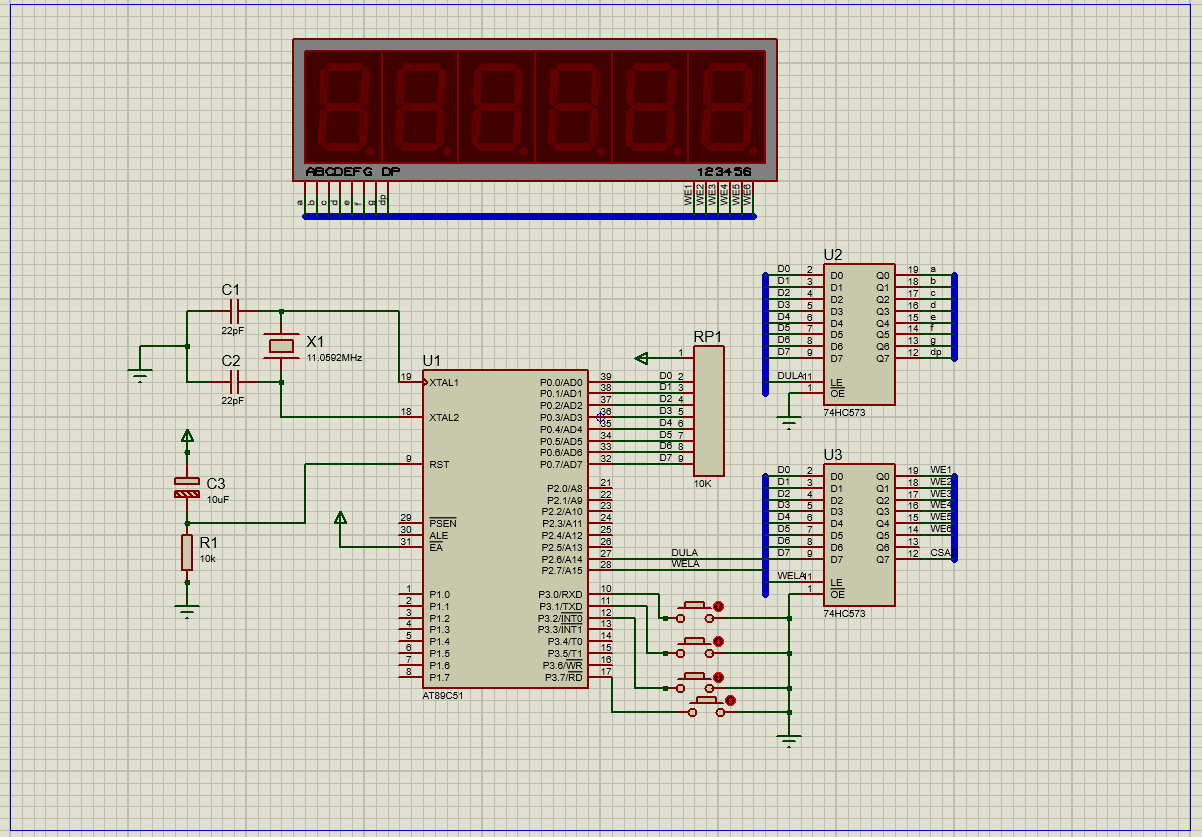 ABCDEFG DP
123456
a b c d e f g dp
WE1 WE2 WE3 WE4 WE5 WE6
C1
22pF
C2
22pF
X1
11.0592MHz
C3
10uF
R1
10k
U1
19 XTAL1
18 XTAL2
9 RST
29 PSEN
30 ALE
31 EA
1 P1.0
2 P1.1
3 P1.2
4 P1.3
5 P1.4
6 P1.5
7 P1.6
8 P1.7
P0.0/AD0 39
P0.1/AD1 38
P0.2/AD2 37
P0.3/AD3 36
P0.4/AD4 35
P0.5/AD5 34
P0.6/AD6 33
P0.7/AD7 32
P2.0/A8 21
P2.1/A9 22
P2.2/A10 23
P2.3/A11 24
P2.4/A12 25
P2.5/A13 26
P2.6/A14 27
P2.7/A15 28
P3.0/RXD 10
P3.1/TXD 11
P3.2/INT0 12
P3.3/INT1 13
P3.4/T0 14
P3.5/T1 15
P3.6/WR 16
P3.7/RD 17
AT89C51
DULA
WELA
RP1
1
D0 2
D1 3
D2 4
D3 5
D4 6
D5 7
D6 8
D7 9
10K
U2
D0 2 D0 Q0 19 a
D1 3 D1 Q1 18 b
D2 4 D2 Q2 17 c
D3 5 D3 Q3 16 d
D4 6 D4 Q4 15 e
D5 7 D5 Q5 14 f
D6 8 D6 Q6 13 g
D7 9 D7 Q7 12 dp
DULA 11 LE
1 OE
74HC573
U3
D0 2 D0 Q0 19 WE1
D1 3 D1 Q1 18 WE2
D2 4 D2 Q2 17 WE3
D3 5 D3 Q3 16 WE4
D4 6 D4 Q4 15 WE5
D5 7 D5 Q5 14 WE6
D6 8 D6 Q6 13
D7 9 D7 Q7 12 CSA
WELA 11 LE
1 OE
74HC573